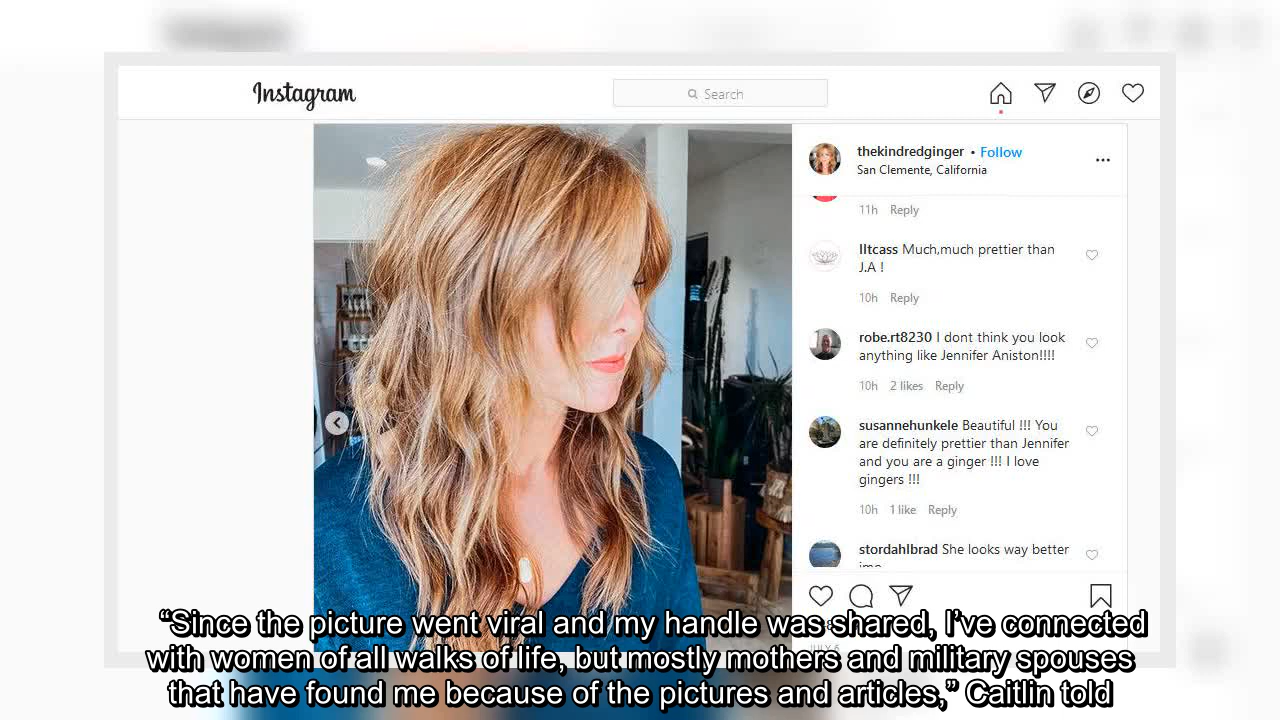 Instagram
Search
thekindredginger • Follow
San Clemente, California
11h Reply
lltcass Much,much prettier than
J.A !
10h Reply
robe.rt8230 I dont think you look
anything like Jennifer Aniston!!!!
10h 2 likes Reply
susannehunkele Beautiful !!! You
are definitely prettier than Jennifer
and you are a ginger !!! I love
gingers !!!
10h 1 like Reply
stordahlbrad She looks way better
“Since the picture went viral and my handle was shared, I’ve connected
JULY 6
with women of all walks of life, but mostly mothers and military spouses
that have found me because of the pictures and articles,” Caitlin told